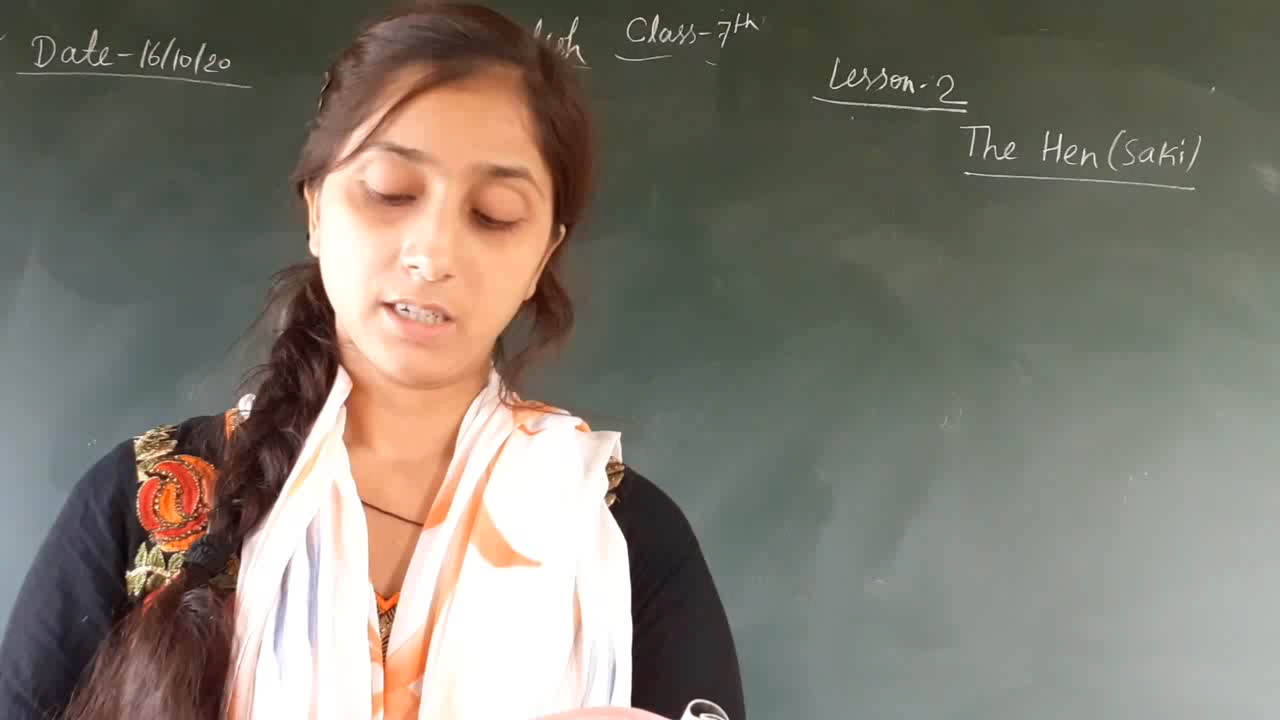 Date-16/10/20
Class-7th
Lesson-2
The Hen (Saki)